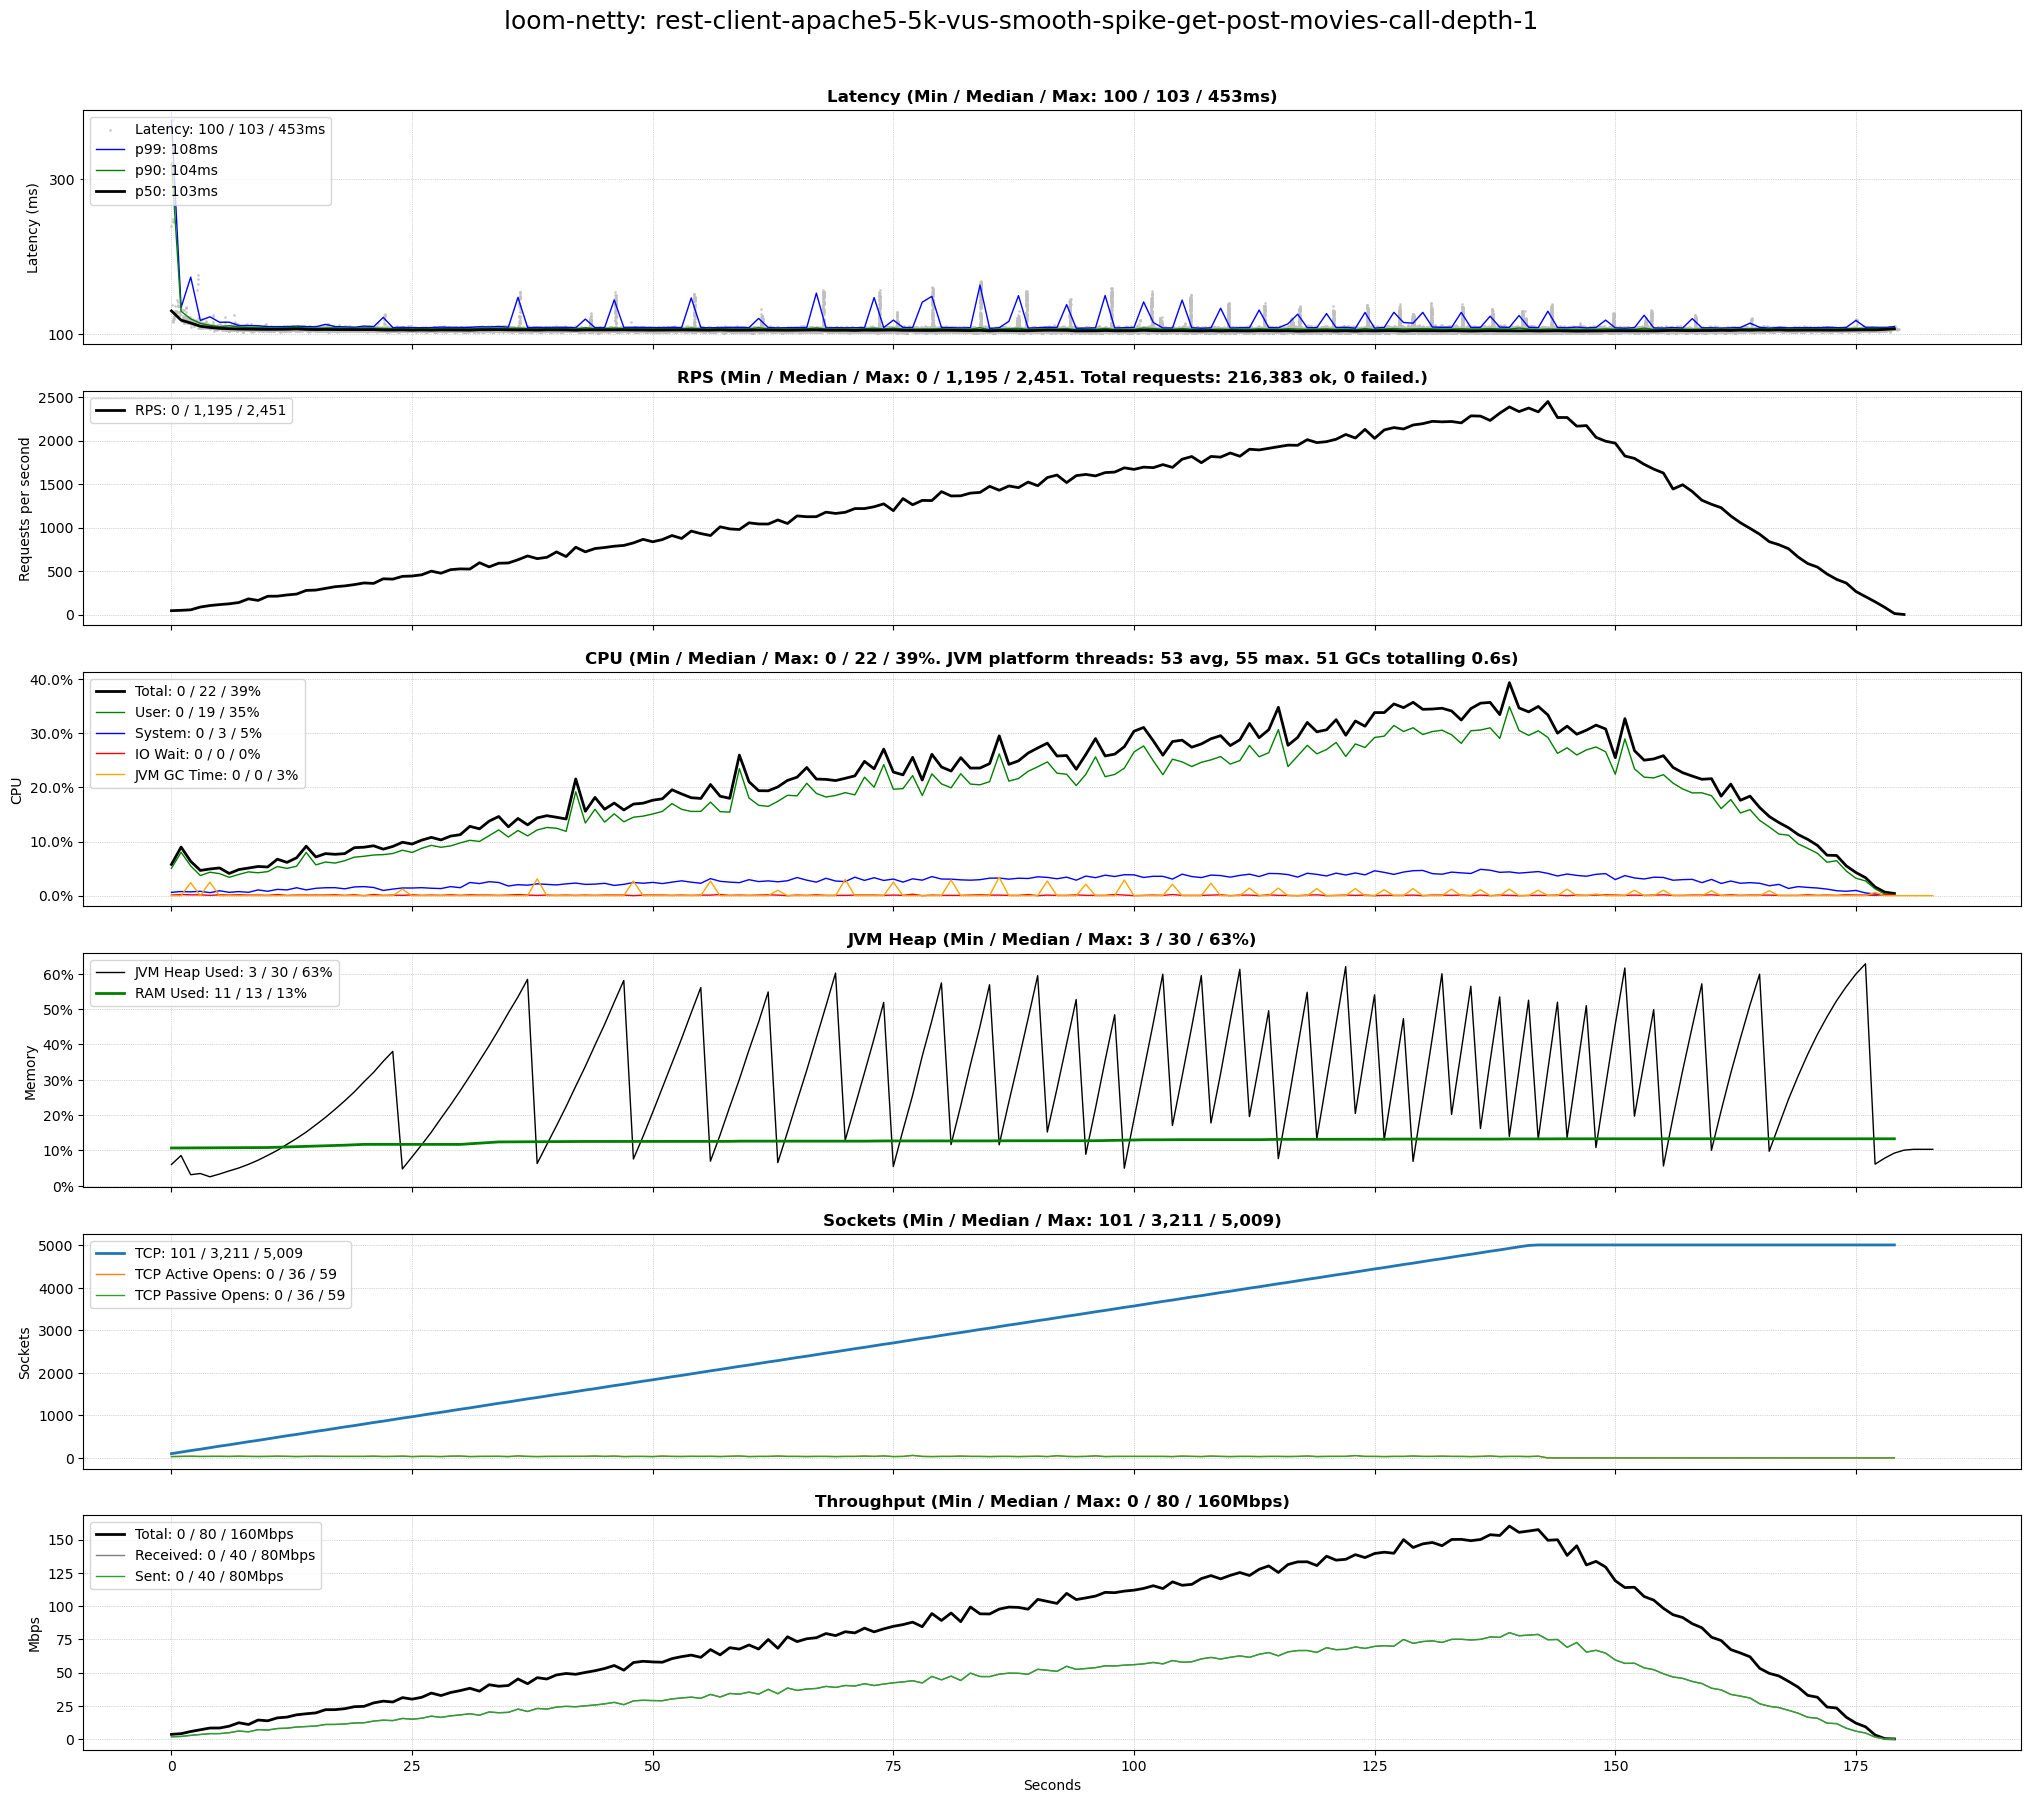 loom-netty: rest-client-apache5-5k-vus-smooth-spike-get-post-movies-call-depth-1
Latency (Min / Median / Max: 100 / 103 / 453ms)
Latency: 100 / 103 / 453ms
p99: 108ms
p90: 104ms
p50: 103ms
300
100
Latency (ms)
RPS (Min / Median / Max: 0 / 1,195 / 2,451. Total requests: 216,383 ok, 0 failed.)
RPS: 0 / 1,195 / 2,451
2500
2000
1500
1000
500
0
Requests per second
CPU (Min / Median / Max: 0 / 22 / 39%. JVM platform threads: 53 avg, 55 max. 51 GCs totalling 0.6s)
Total: 0 / 22 / 39%
User: 0 / 19 / 35%
System: 0 / 3 / 5%
IO Wait: 0 / 0 / 0%
JVM GC Time: 0 / 0 / 3%
40.0%
30.0%
20.0%
10.0%
0.0%
CPU
JVM Heap (Min / Median / Max: 3 / 30 / 63%)
JVM Heap Used: 3 / 30 / 63%
RAM Used: 11 / 13 / 13%
60%
50%
40%
30%
20%
10%
0%
Memory
Sockets (Min / Median / Max: 101 / 3,211 / 5,009)
TCP: 101 / 3,211 / 5,009
TCP Active Opens: 0 / 36 / 59
TCP Passive Opens: 0 / 36 / 59
5000
4000
3000
2000
1000
0
Sockets
Throughput (Min / Median / Max: 0 / 80 / 160Mbps)
Total: 0 / 80 / 160Mbps
Received: 0 / 40 / 80Mbps
Sent: 0 / 40 / 80Mbps
150
125
100
75
50
25
0
Mbps
0 25 50 75 100 125 150 175
Seconds